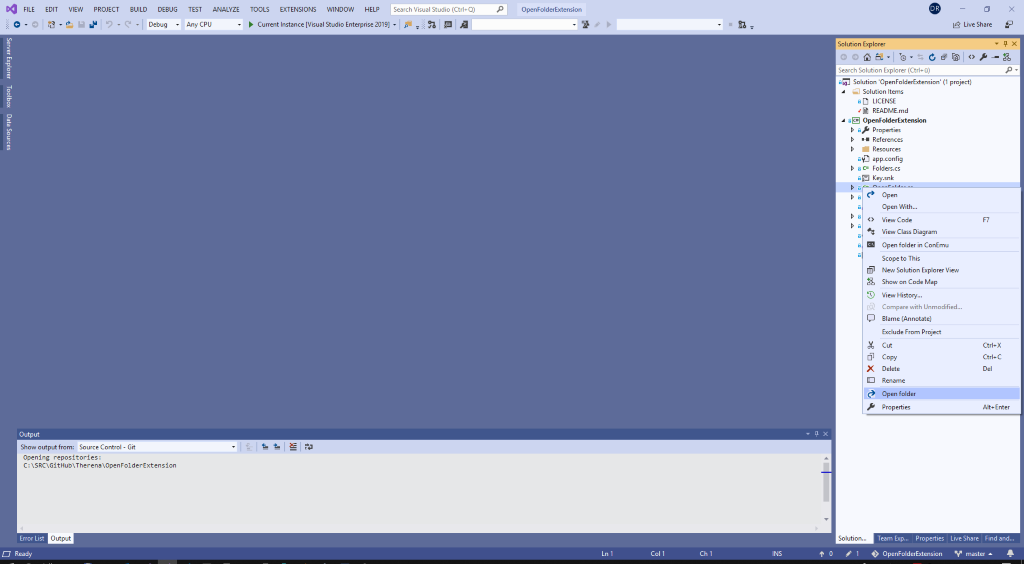 FILE EDIT VIEW PROJECT BUILD DEBUG TEST ANALYZE TOOLS EXTENSIONS WINDOW HELP Search Visual Studio (Ctrl+Q) OpenFolderExtension DR
Debug Any CPU Current Instance [Visual Studio Enterprise 2019] Live Share
Server Explorer
Toolbox
Data Sources
Solution Explorer
Search Solution Explorer (Ctrl+ü)
Solution 'OpenFolderExtension' (1 project)
Solution Items
LICENSE
README.md
OpenFolderExtension
Properties
References
Resources
app.config
Folders.cs
Key.snk
Open
Open With...
View Code F7
View Class Diagram
Open folder in ConEmu
Scope to This
New Solution Explorer View
Show on Code Map
View History...
Compare with Unmodified...
Blame (Annotate)
Exclude From Project
Cut Ctrl+X
Copy Ctrl+C
Delete Del
Rename
Open folder
Properties Alt+Enter
Output
Show output from: Source Control - Git
Opening repositories:
C:\SRC\GitHub\Therena\OpenFolderExtension
Error List Output
Solution... Team Exp... Properties Live Share Find and...
Ready Ln 1 Col 1 Ch 1 INS 0 1 OpenFolderExtension master